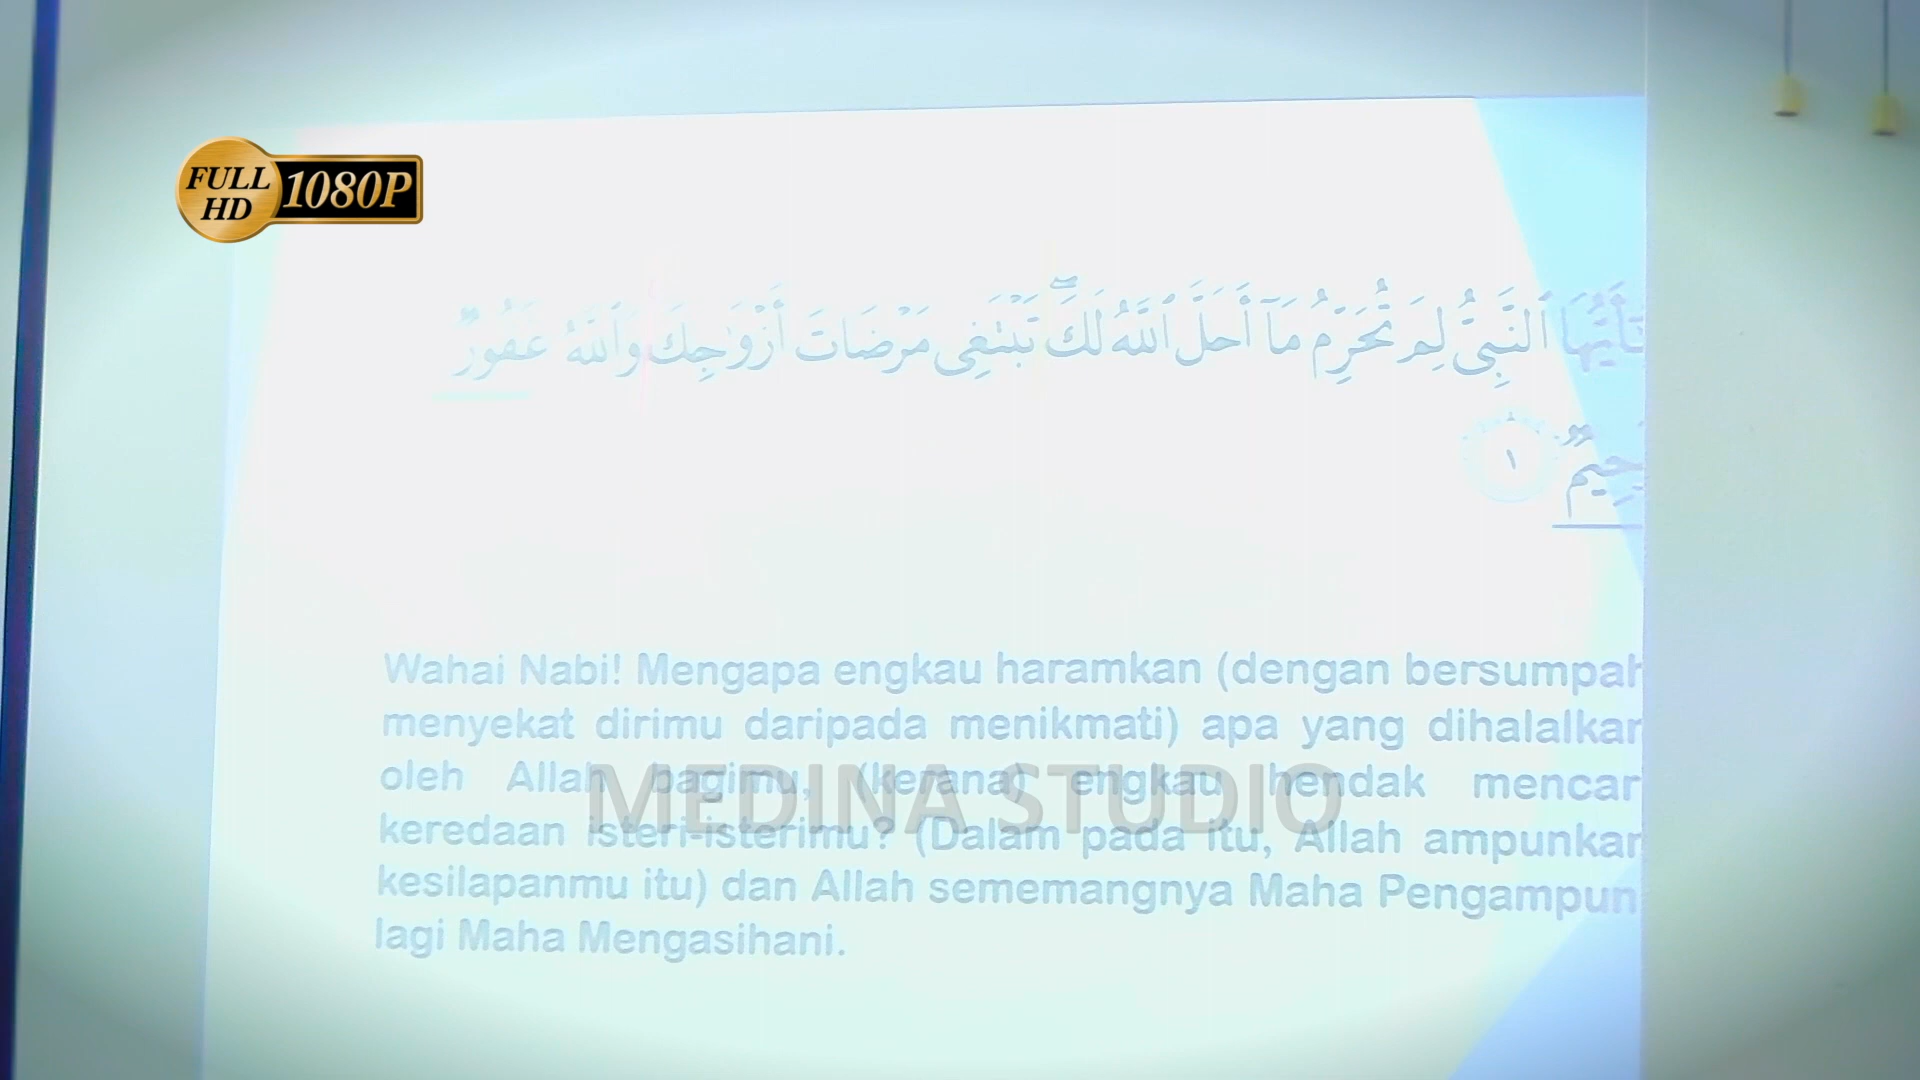 FULL
HD
1080P
يَٰٓأَيُّهَا ٱلنَّبِىُّ لِمَ تُحَرِّمُ مَآ أَحَلَّ ٱللَّهُ لَكَ ۖ تَبْتَغِى مَرْضَاتَ أَزْوَٰجِكَ وَٱللَّهُ غَفُورٌ
حِيمٌ ١
Wahai Nabi! Mengapa engkau haramkan (dengan bersumpah
menyekat dirimu daripada menikmati) apa yang dihalalkan
oleh Allah bagimu, (kerana) engkau hendak mencar
MEDINA STUDIO
keredaan isteri-isterimu? (Dalam pada itu, Allah ampunkan
kesilapanmu itu) dan Allah sememangnya Maha Pengampun
lagi Maha Mengasihani.